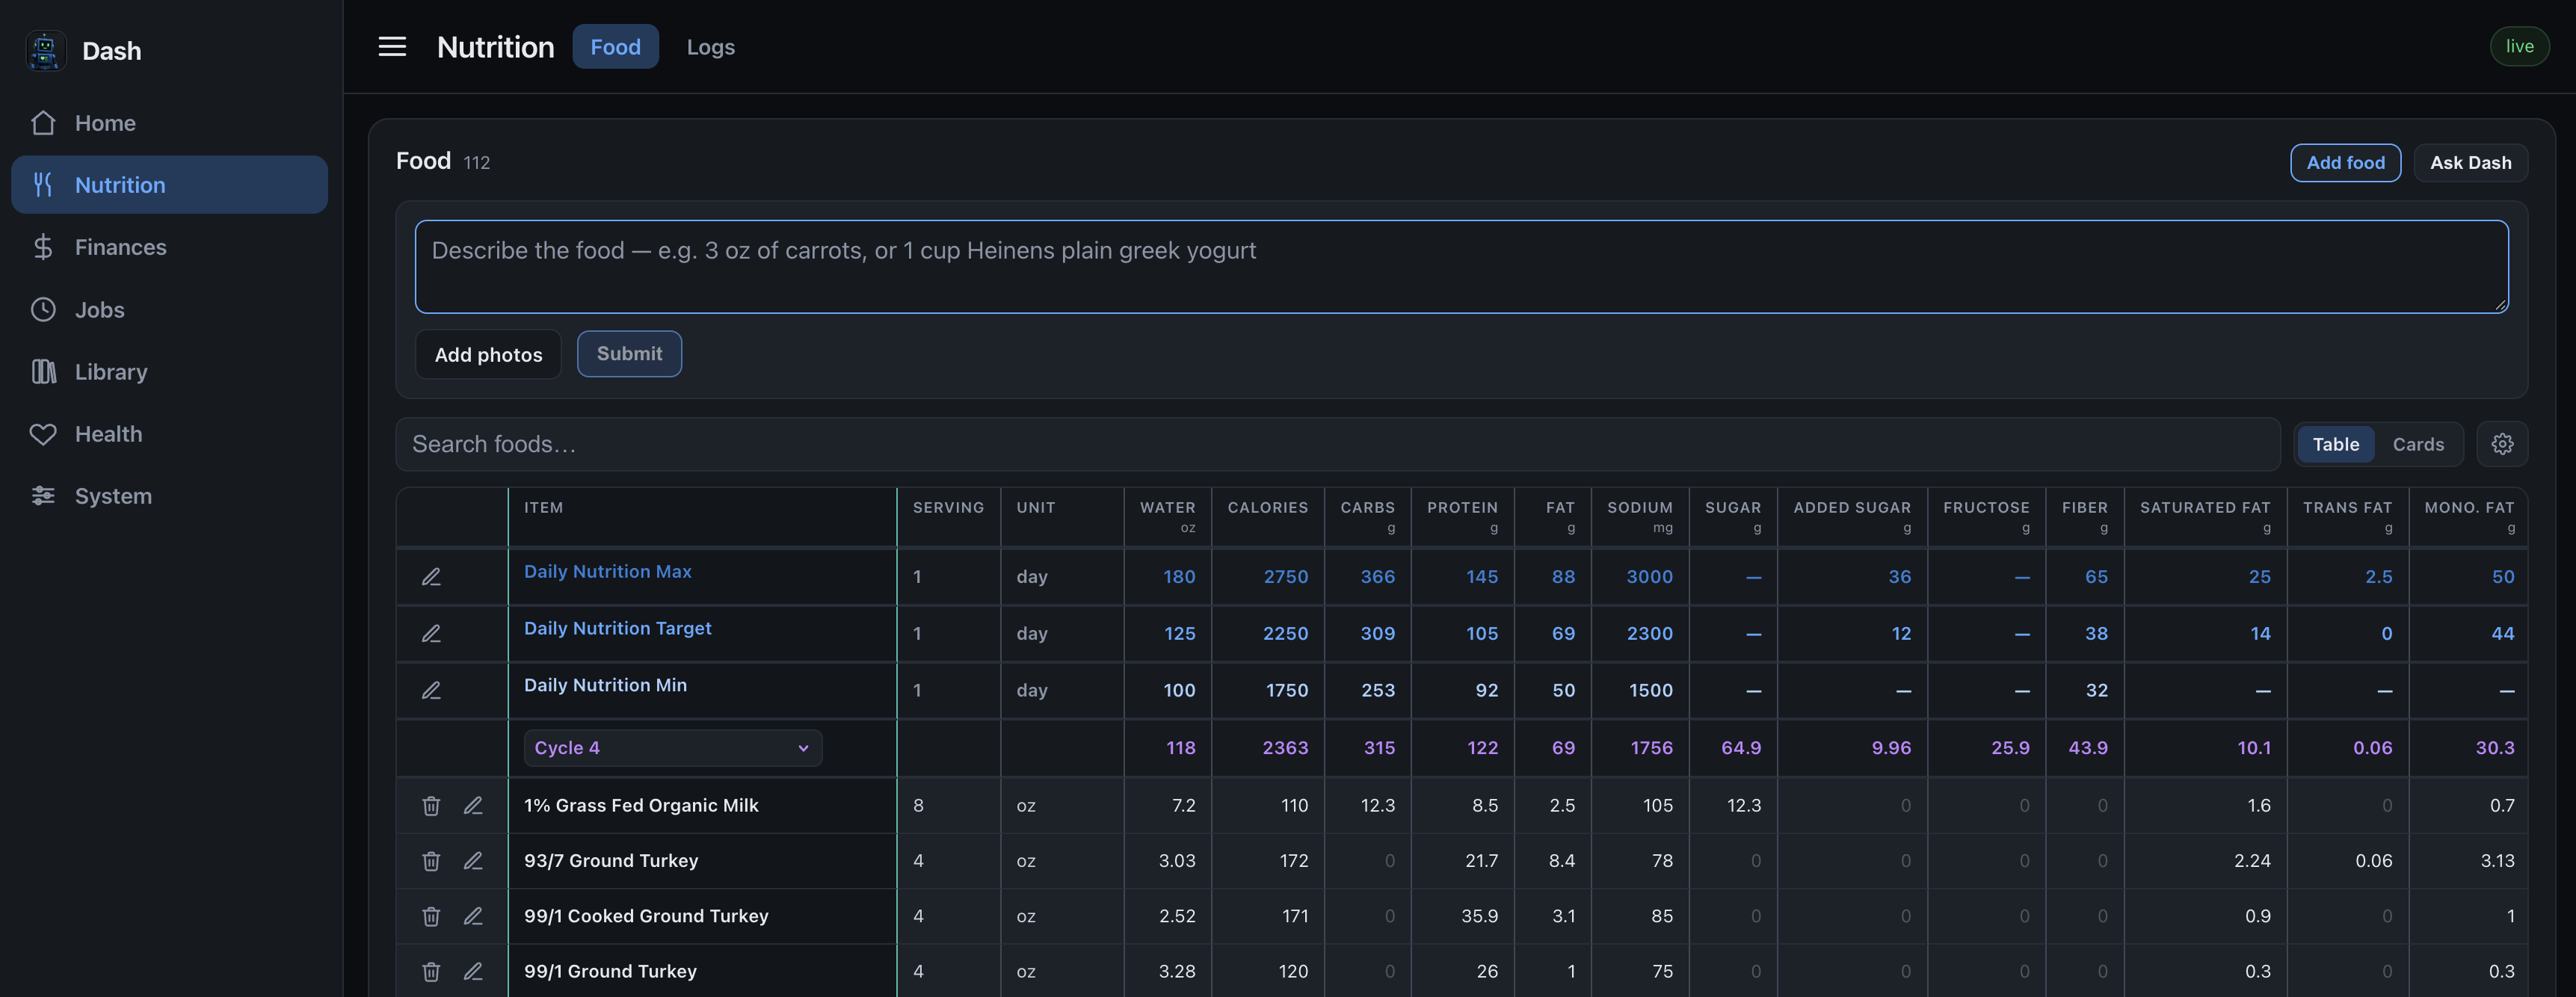 Dash
Home
Nutrition
Finances
Jobs
Library
Health
System
Nutrition Food Logs
live
Food 112
Add food Ask Dash
Describe the food — e.g. 3 oz of carrots, or 1 cup Heinens plain greek yogurt
Add photos Submit
Search foods...
Table Cards
ITEM SERVING UNIT WATER oz CALORIES CARBS g PROTEIN g FAT g SODIUM mg SUGAR g ADDED SUGAR g FRUCTOSE g FIBER g SATURATED FAT g TRANS FAT g MONO. FAT g
Daily Nutrition Max 1 day 180 2750 366 145 88 3000 — 36 — 65 25 2.5 50
Daily Nutrition Target 1 day 125 2250 309 105 69 2300 — 12 — 38 14 0 44
Daily Nutrition Min 1 day 100 1750 253 92 50 1500 — — — 32 — — —
Cycle 4 118 2363 315 122 69 1756 64.9 9.96 25.9 43.9 10.1 0.06 30.3
1% Grass Fed Organic Milk 8 oz 7.2 110 12.3 8.5 2.5 105 12.3 0 0 0 1.6 0 0.7
93/7 Ground Turkey 4 oz 3.03 172 0 21.7 8.4 78 0 0 0 0 2.24 0.06 3.13
99/1 Cooked Ground Turkey 4 oz 2.52 171 0 35.9 3.1 85 0 0 0 0 0.9 0 1
99/1 Ground Turkey 4 oz 3.28 120 0 26 1 75 0 0 0 0 0.3 0 0.3